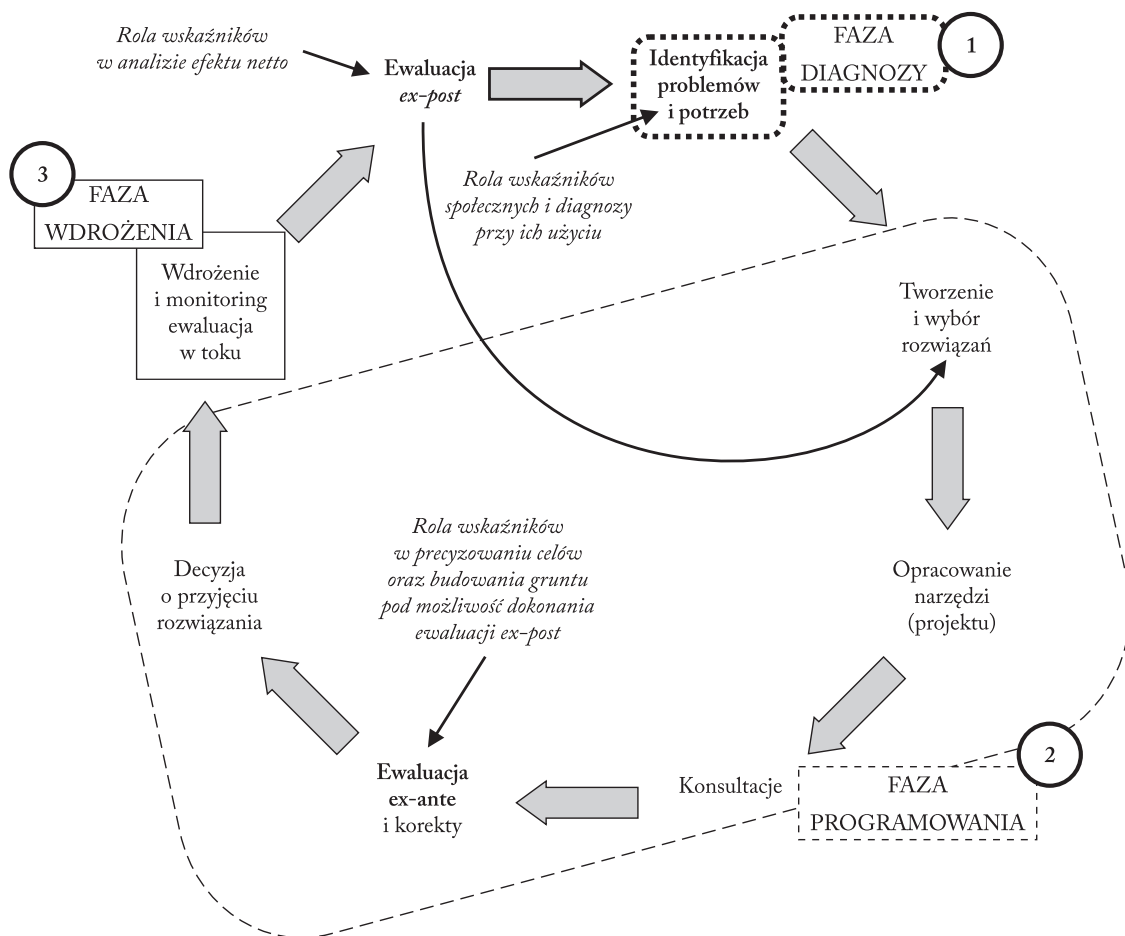 Rola wskaźników
w analizie efektu netto
Ewaluacja
ex-post
Identyfikacja
problemów
i potrzeb
FAZA
DIAGNOZY
1
Rola wskaźników
społecznych i diagnozy
przy ich użyciu
3
FAZA
WDROŻENIA
Wdrożenie
i monitoring
ewaluacja
w toku
Tworzenie
i wybór
rozwiązań
Opracowanie
narzędzi
(projektu)
Rola wskaźników
w precyzowaniu celów
oraz budowania gruntu
pod możliwość dokonania
ewaluacji ex-post
Decyzja
o przyjęciu
rozwiązania
Ewaluacja
ex-ante
i korekty
Konsultacje
FAZA
PROGRAMOWANIA
2